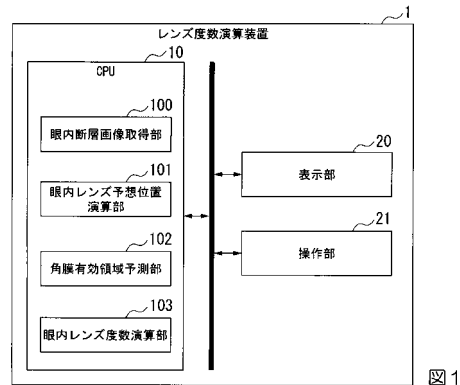 1
レンズ度数演算装置
10
CPU
100
眼内断層画像取得部
101
眼内レンズ予想位置
演算部
102
角膜有効領域予測部
103
眼内レンズ度数演算部
20
表示部
21
操作部
図1